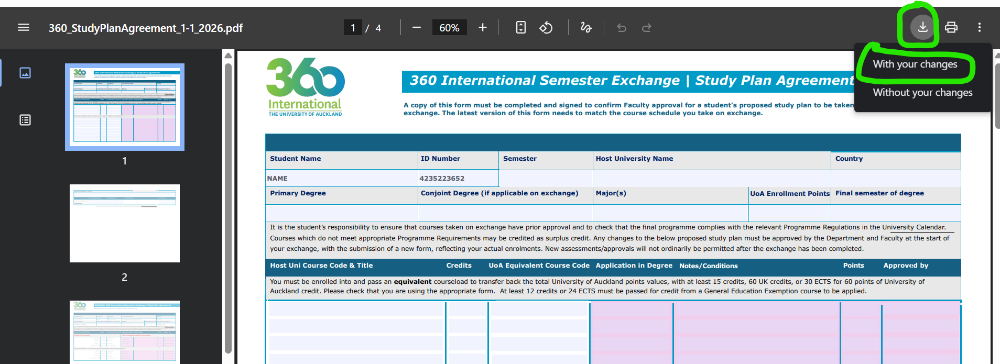 360_StudyPlanAgreement_1-1_2026.pdf
1 / 4
60%
With your changes
Without your changes
1
2
360
International
THE UNIVERSITY OF AUCKLAND
360 International Semester Exchange | Study Plan Agreement
A copy of this form must be completed and signed to confirm Faculty approval for a student's proposed study plan to be taken
exchange. The latest version of this form needs to match the course schedule you take on exchange.
Student Name ID Number Semester Host University Name Country
NAME 4235223652
Primary Degree Conjoint Degree (if applicable on exchange) Major(s) UoA Enrollment Points Final semester of degree
It is the student's responsibility to ensure that courses taken on exchange have prior approval and to check that the final programme complies with the relevant Programme Regulations in the University Calendar.
Courses which do not meet appropriate Programme Requirements may be credited as surplus credit. Any changes to the below proposed study plan must be approved by the Department and Faculty at the start of
your exchange, with the submission of a new form, reflecting your actual enrolments. New assessments/approvals will not ordinarily be permitted after the exchange has been completed.
Host Uni Course Code & Title Credits UoA Equivalent Course Code Application in Degree Notes/Conditions Points Approved by
You must be enrolled into and pass an equivalent courseload to transfer back the total University of Auckland points values, with at least 15 credits, 60 UK credits, or 30 ECTS for 60 points of University of
Auckland credit. Please check that you are using the appropriate form. At least 12 credits or 24 ECTS must be passed for credit from a General Education Exemption course to be applied.